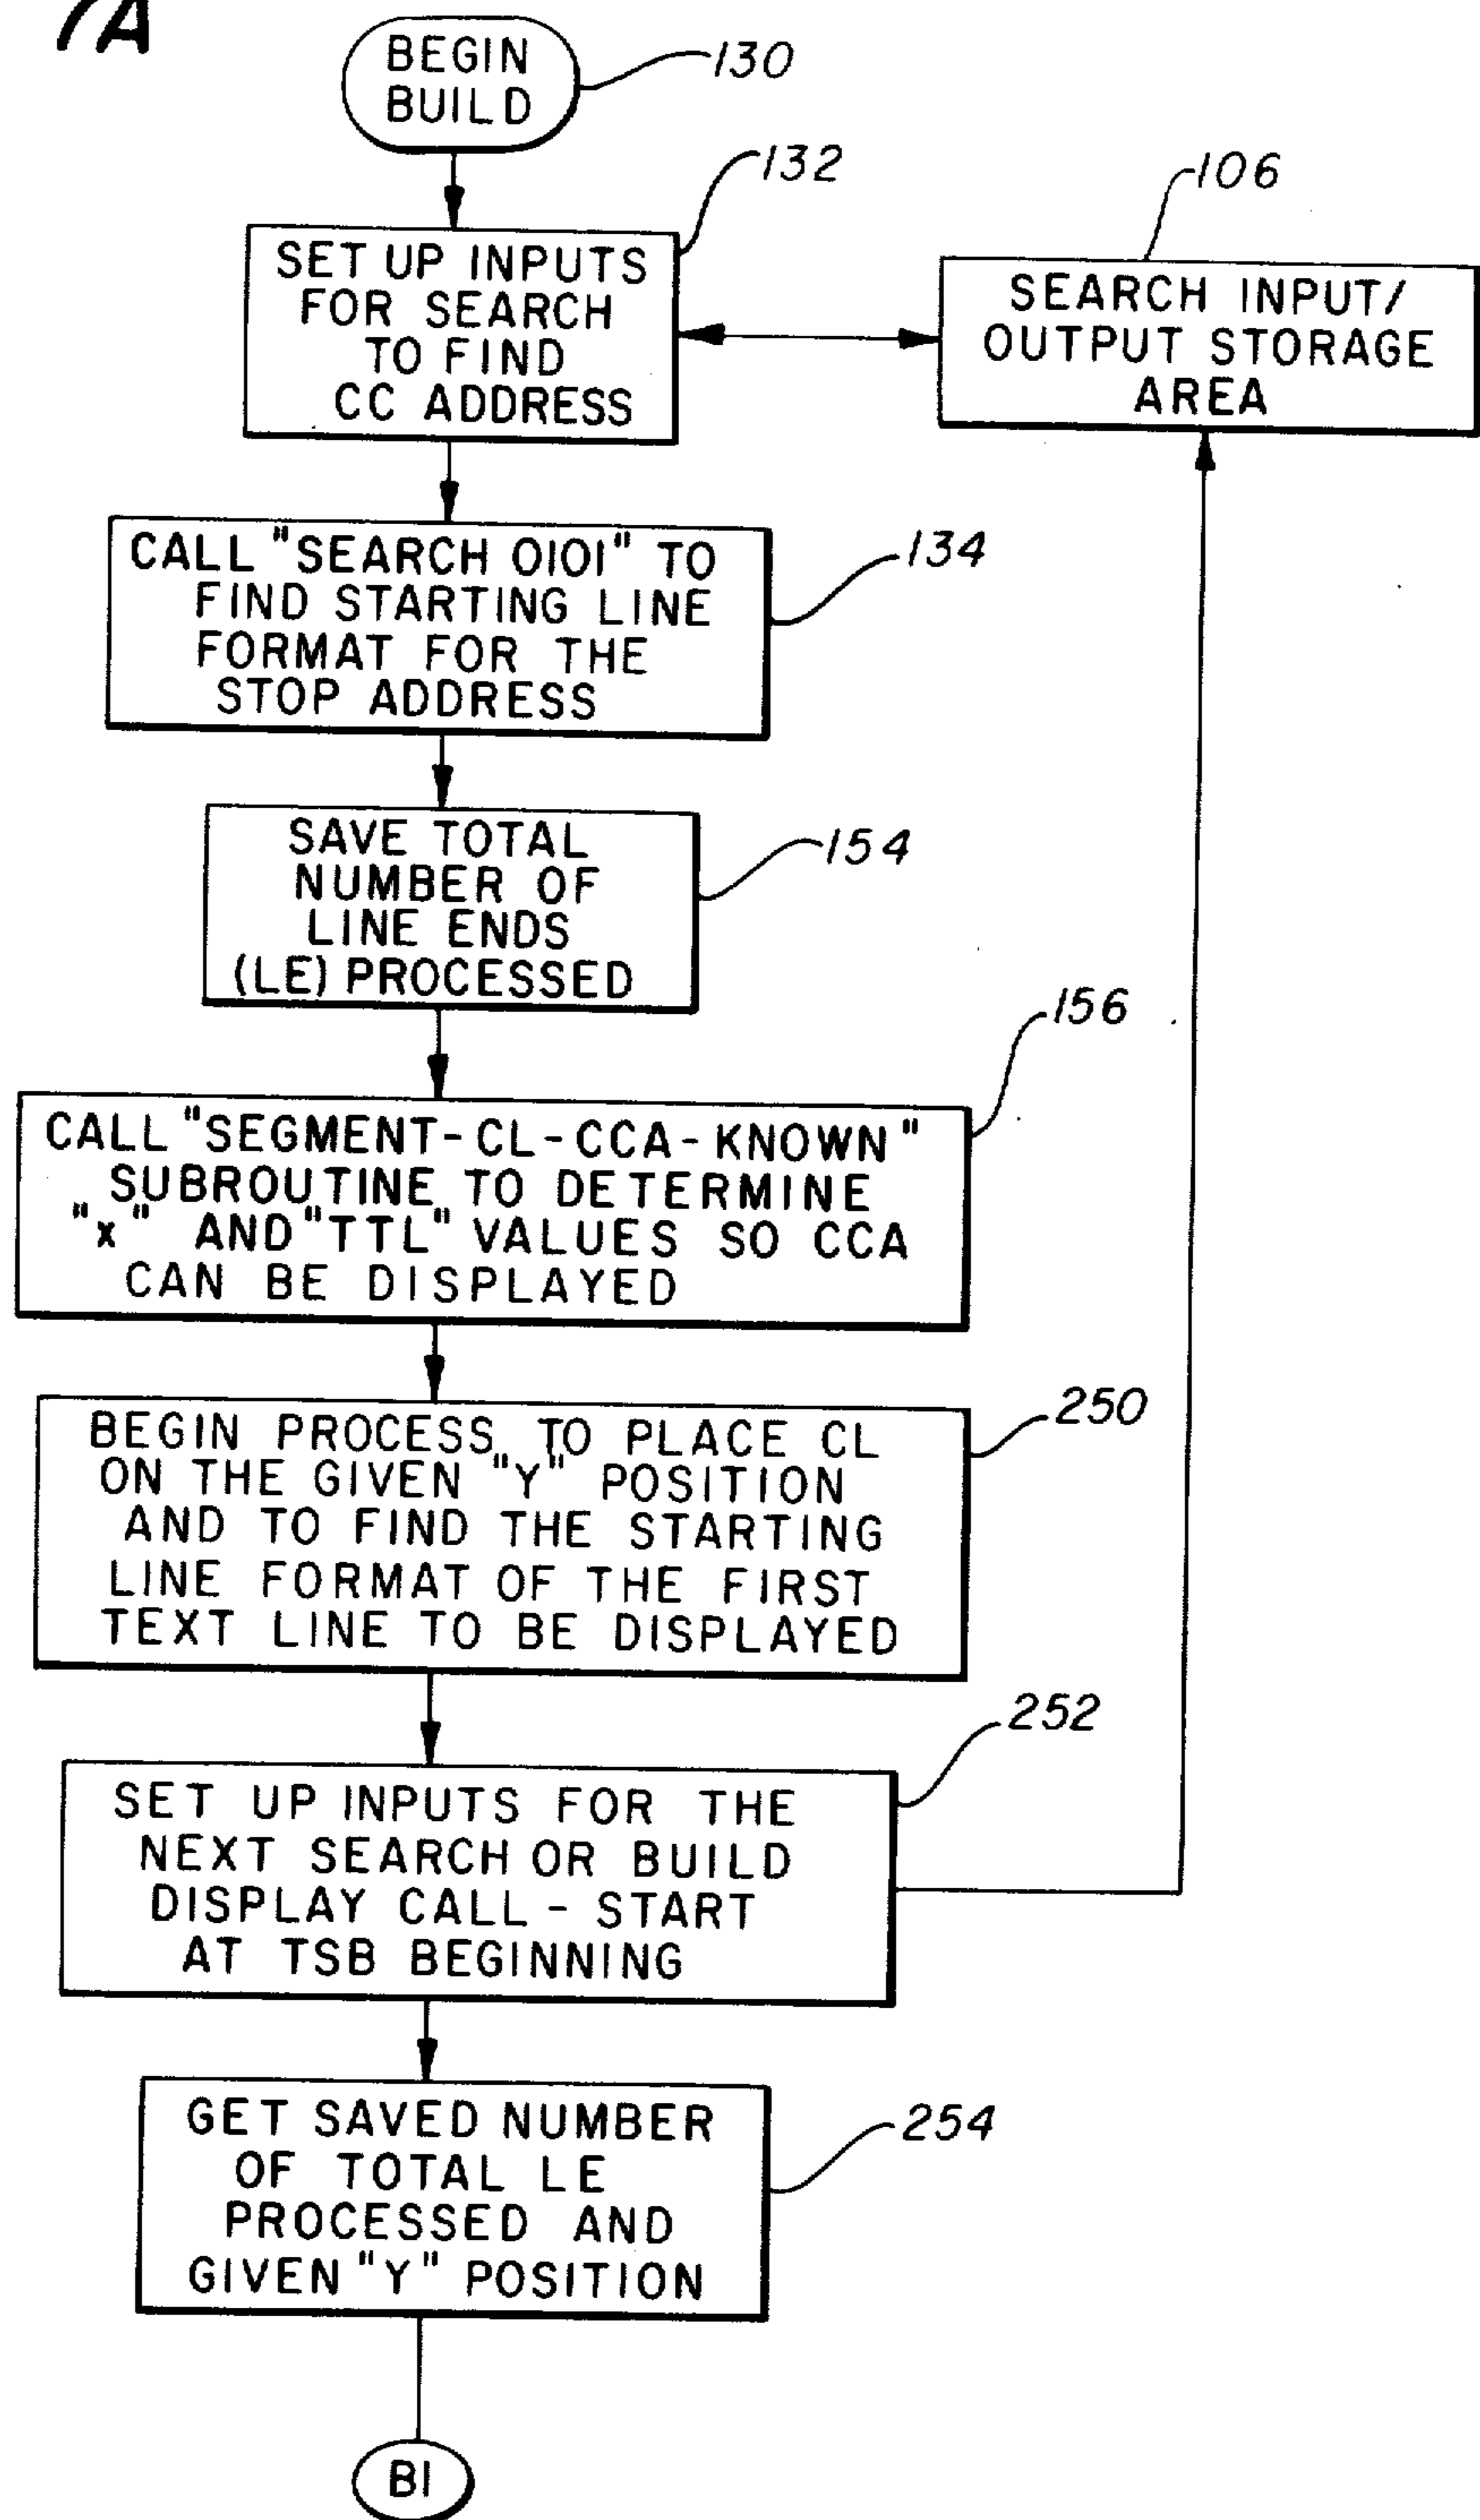 7A
BEGIN
BUILD
130
132
106
SET UP INPUTS
FOR SEARCH
TO FIND
CC ADDRESS
SEARCH INPUT/
OUTPUT STORAGE
AREA
CALL "SEARCH 0101" TO
FIND STARTING LINE
FORMAT FOR THE
STOP ADDRESS
134
SAVE TOTAL
NUMBER OF
LINE ENDS
(LE) PROCESSED
154
156
CALL "SEGMENT-CL-CCA-KNOWN"
SUBROUTINE TO DETERMINE
"x" AND "TTL" VALUES SO CCA
CAN BE DISPLAYED
250
BEGIN PROCESS TO PLACE CL
ON THE GIVEN "Y" POSITION
AND TO FIND THE STARTING
LINE FORMAT OF THE FIRST
TEXT LINE TO BE DISPLAYED
252
SET UP INPUTS FOR THE
NEXT SEARCH OR BUILD
DISPLAY CALL - START
AT TSB BEGINNING
254
GET SAVED NUMBER
OF TOTAL LE
PROCESSED AND
GIVEN "Y" POSITION
B1